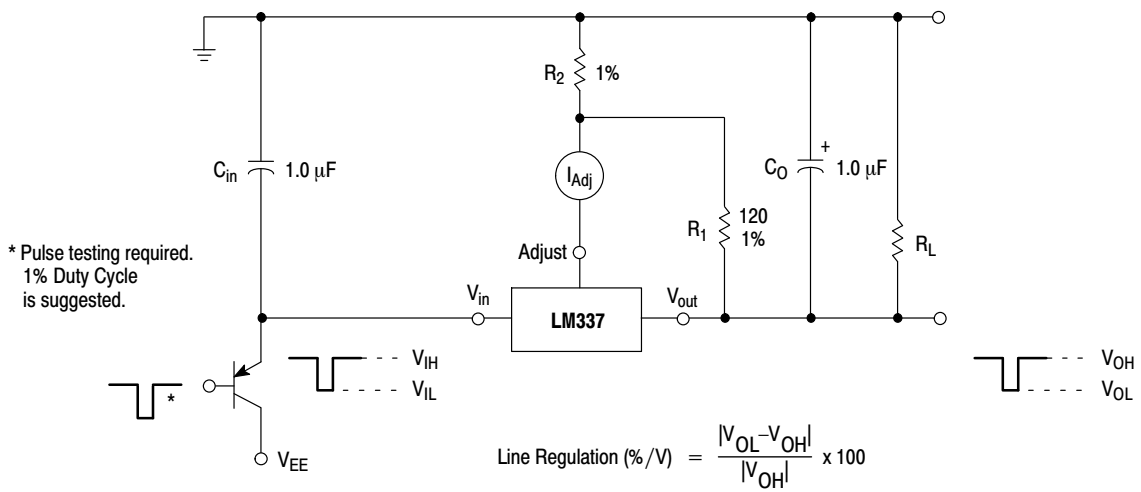 R2 1%
Cin 1.0 μF
IAdj
CO + 1.0 μF
R1 120
1%
RL
* Pulse testing required.
1% Duty Cycle
is suggested.
Adjust
Vin
LM337
Vout
VIH
VIL
*
VEE
VOH
VOL
Line Regulation (%/V) = |VOL–VOH| / |VOH| x 100